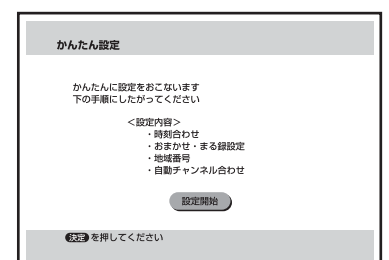 かんたん設定
かんたんに設定をおこないます
下の手順にしたがってください
＜設定内容＞
・時刻合わせ
・おまかせ・まる録設定
・地域番号
・自動チャンネル合わせ
設定開始
決定 を押してください